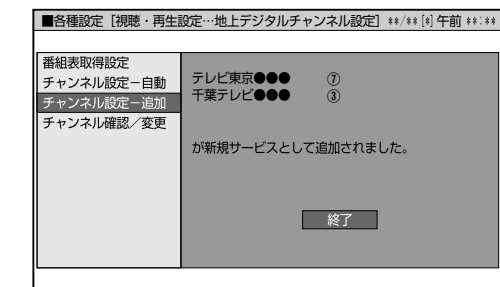 ■各種設定［視聴・再生設定…地上デジタルチャンネル設定］ **/**[*]午前 **:**
番組表取得設定
チャンネル設定－自動
チャンネル設定－追加
チャンネル確認／変更
テレビ東京●●● ⑦
千葉テレビ●●● ③
が新規サービスとして追加されました。
終了